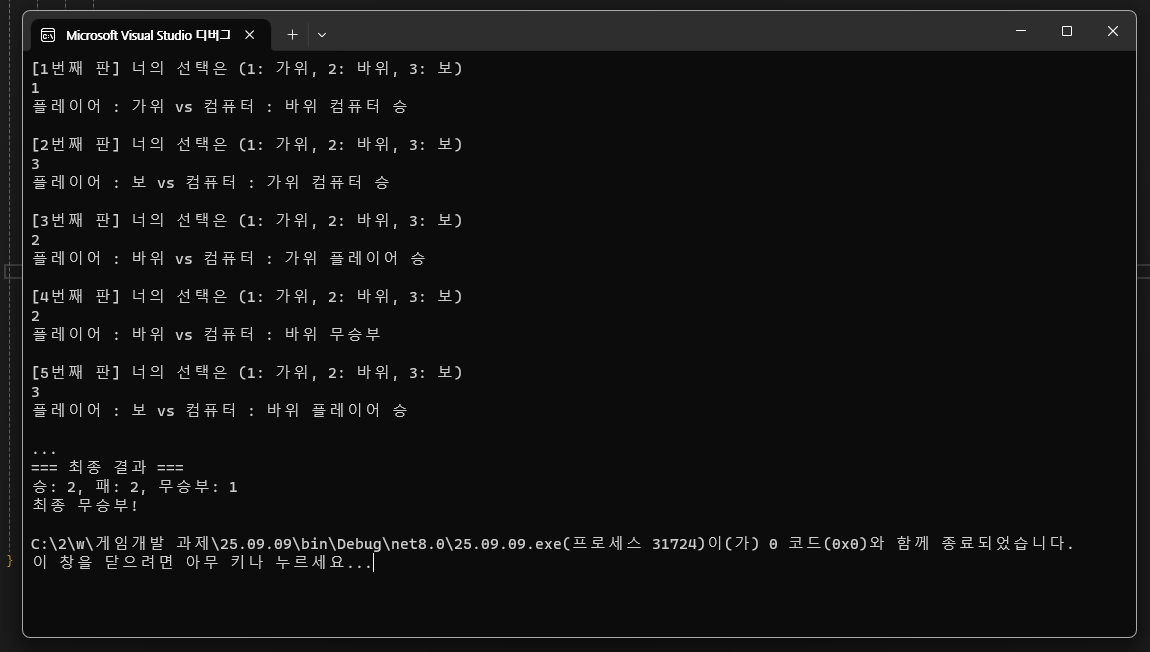 Microsoft Visual Studio 디버그
[1번째 판] 너의 선택은 (1: 가위, 2: 바위, 3: 보)
1
플레이어 : 가위 vs 컴퓨터 : 바위 컴퓨터 승
[2번째 판] 너의 선택은 (1: 가위, 2: 바위, 3: 보)
3
플레이어 : 보 vs 컴퓨터 : 가위 컴퓨터 승
[3번째 판] 너의 선택은 (1: 가위, 2: 바위, 3: 보)
2
플레이어 : 바위 vs 컴퓨터 : 가위 플레이어 승
[4번째 판] 너의 선택은 (1: 가위, 2: 바위, 3: 보)
2
플레이어 : 바위 vs 컴퓨터 : 바위 무승부
[5번째 판] 너의 선택은 (1: 가위, 2: 바위, 3: 보)
3
플레이어 : 보 vs 컴퓨터 : 바위 플레이어 승
...
=== 최종 결과 ===
승: 2, 패: 2, 무승부: 1
최종 무승부!
C:\2\w\게임개발 과제\25.09.09\bin\Debug\net8.0\25.09.09.exe(프로세스 31724)이(가) 0 코드(0x0)와 함께 종료되었습니다.
}
이 창을 닫으려면 아무 키나 누르세요...